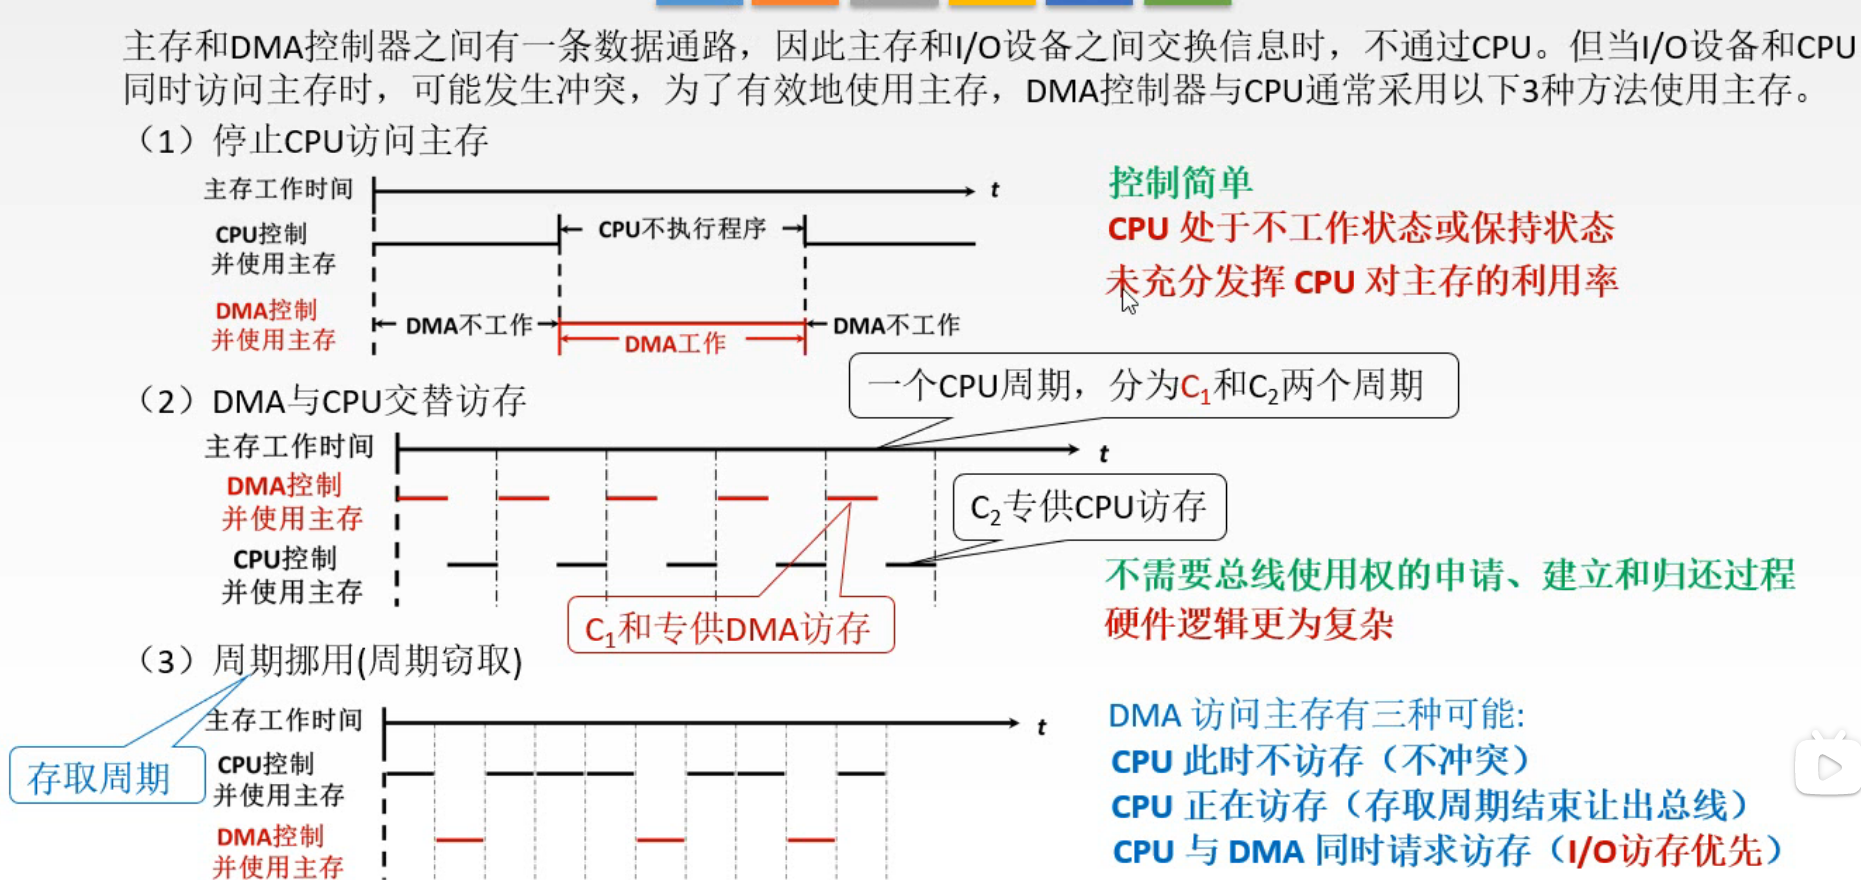 主存和DMA控制器之间有一条数据通路，因此主存和I/O设备之间交换信息时，不通过CPU。但当I/O设备和CPU
同时访问主存时，可能发生冲突，为了有效地使用主存，DMA控制器与CPU通常采用以下3种方法使用主存。
（1）停止CPU访问主存
主存工作时间
t
控制简单
CPU控制
并使用主存
CPU不执行程序
CPU 处于不工作状态或保持状态
未充分发挥 CPU 对主存的利用率
DMA控制
并使用主存
DMA不工作
DMA工作
DMA不工作
（2）DMA与CPU交替访存
一个CPU周期，分为C1和C2两个周期
主存工作时间
t
DMA控制
并使用主存
C2专供CPU访存
CPU控制
并使用主存
不需要总线使用权的申请、建立和归还过程
硬件逻辑更为复杂
C1和专供DMA访存
（3）周期挪用(周期窃取)
主存工作时间
t
存取周期
CPU控制
并使用主存
DMA控制
并使用主存
DMA 访问主存有三种可能:
CPU 此时不访存（不冲突）
CPU 正在访存（存取周期结束让出总线）
CPU 与 DMA 同时请求访存（I/O访存优先）